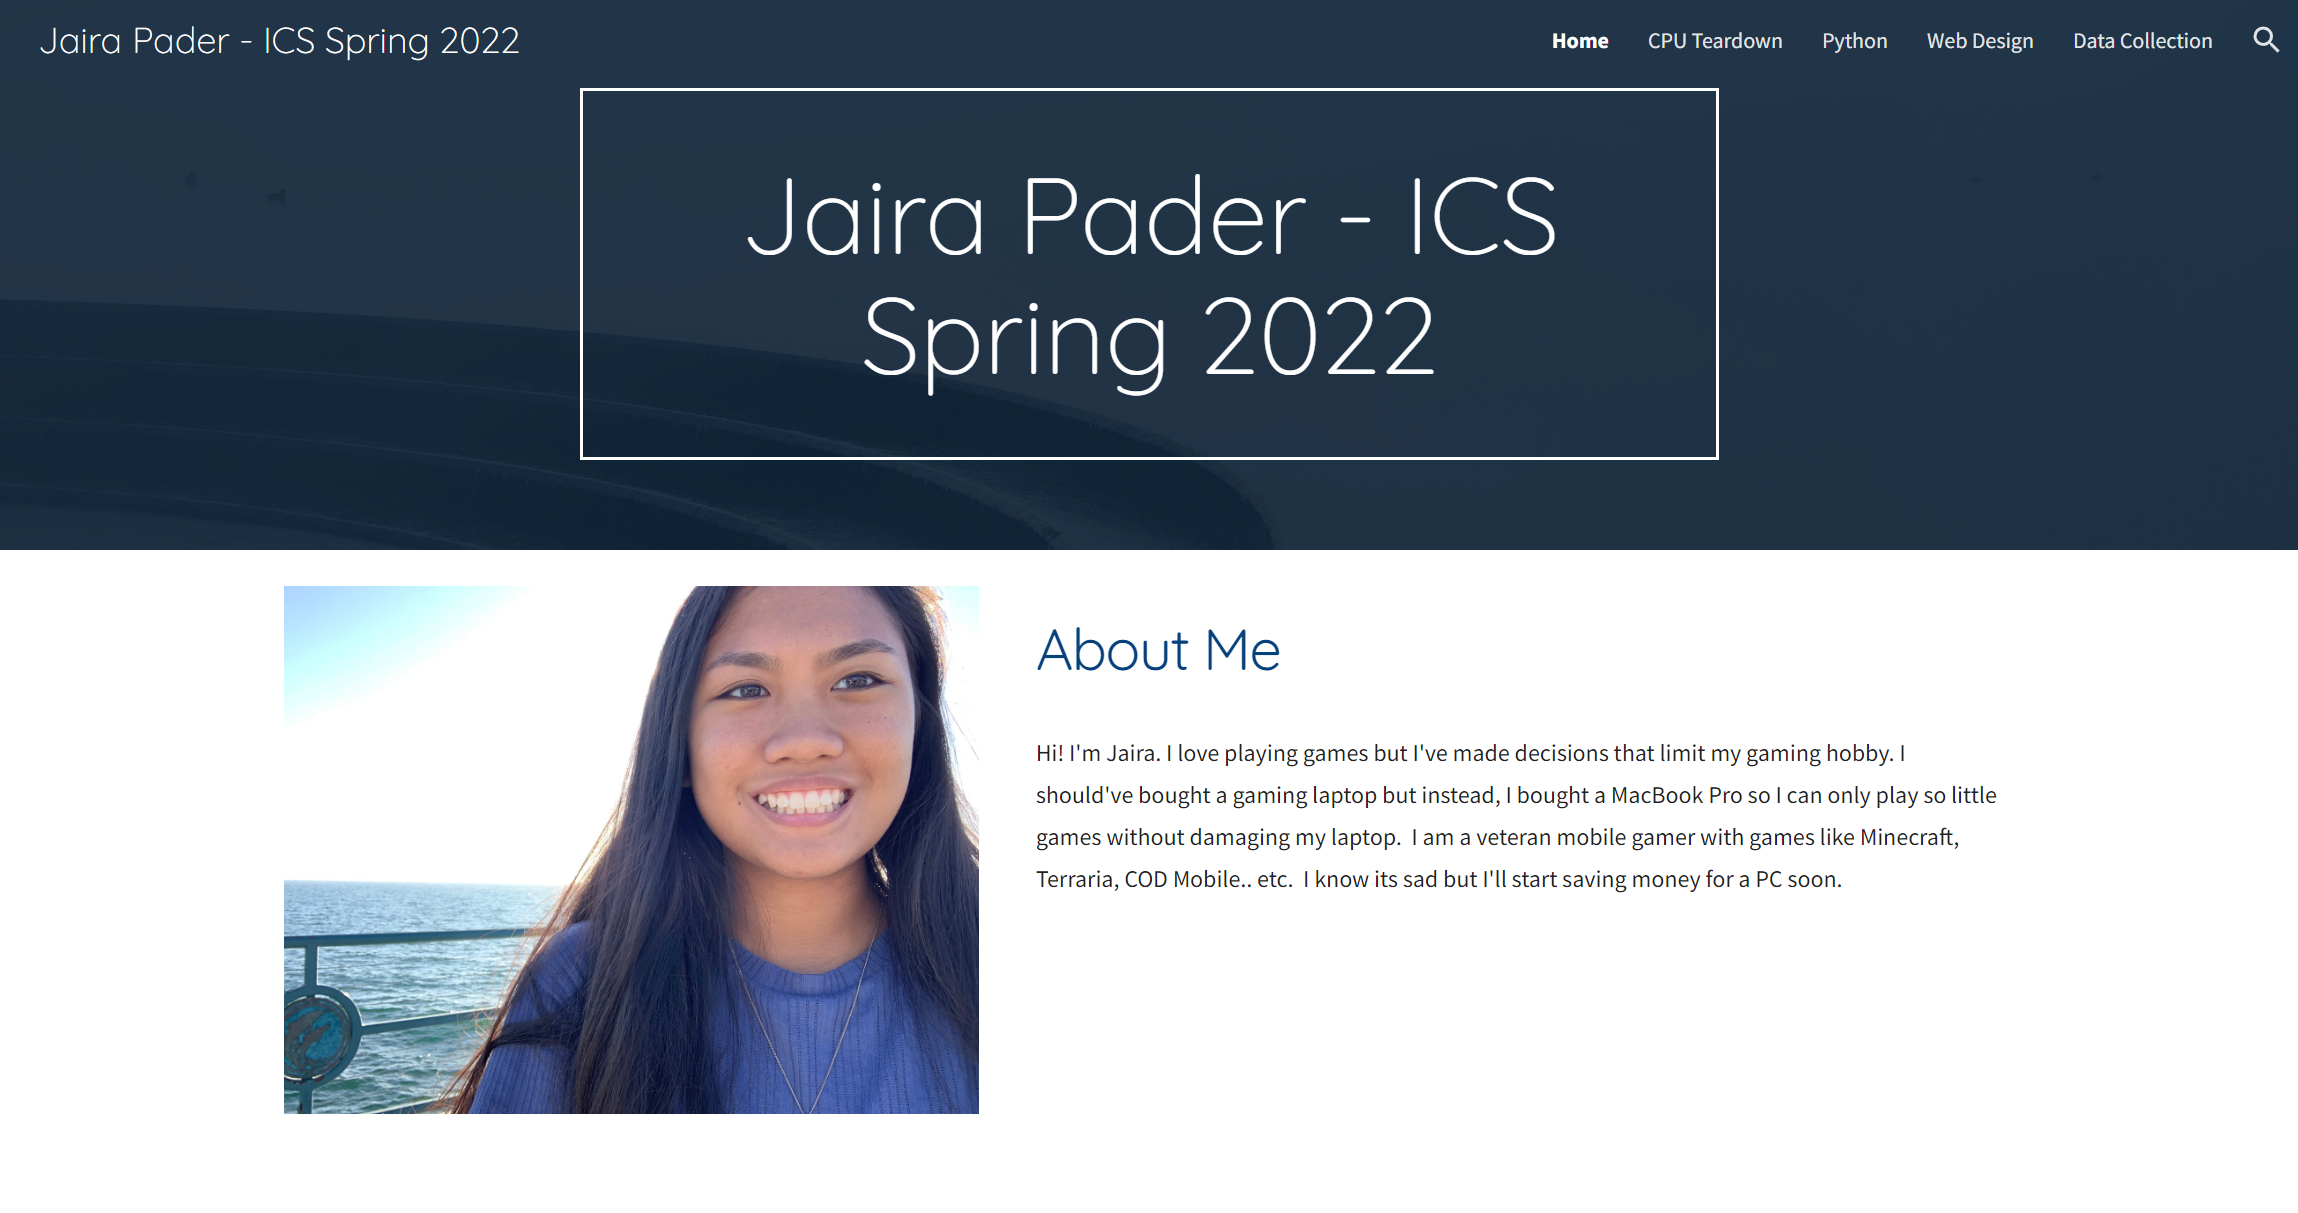 Jaira Pader - ICS Spring 2022
Home CPU Teardown Python Web Design Data Collection
Jaira Pader - ICS
Spring 2022
About Me
Hi! I'm Jaira. I love playing games but I've made decisions that limit my gaming hobby. I
should've bought a gaming laptop but instead, I bought a MacBook Pro so I can only play so little
games without damaging my laptop.  I am a veteran mobile gamer with games like Minecraft,
Terraria, COD Mobile.. etc.  I know its sad but I'll start saving money for a PC soon.